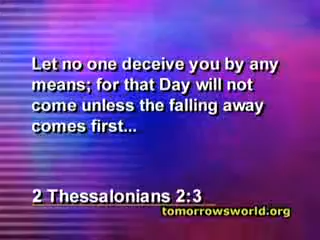 Let no one deceive you by any
means; for that Day will not
come unless the falling away
comes first...
2 Thessalonians 2:3
tomorrowsworld.org